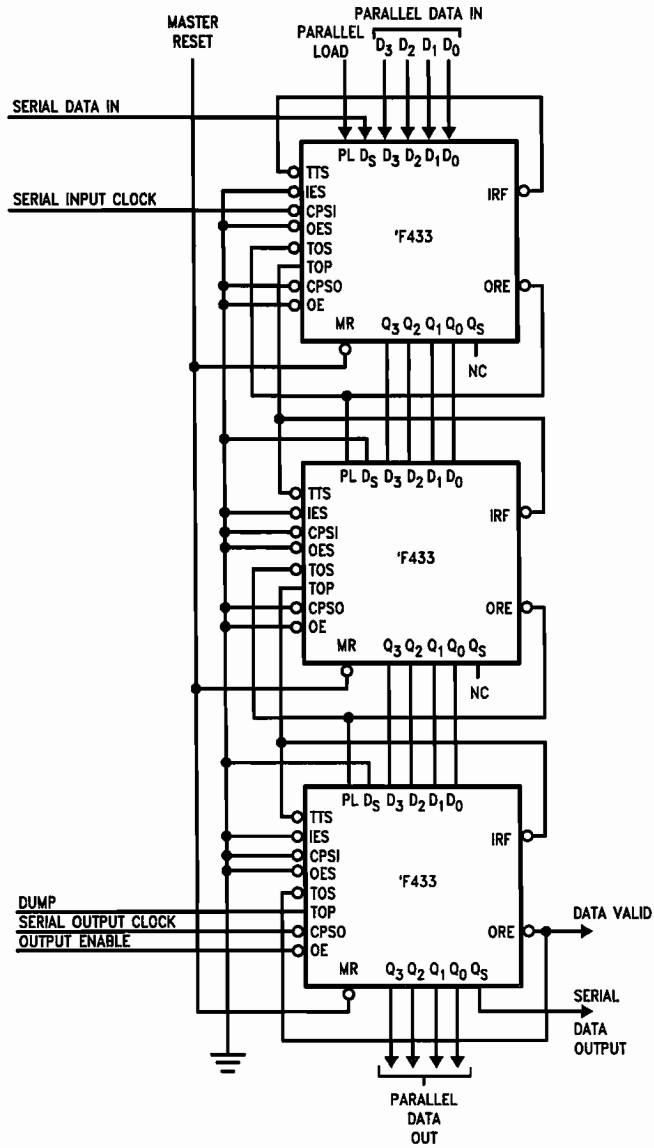 MASTER
RESET
PARALLEL DATA IN
PARALLEL
LOAD
D3 D2 D1 D0
SERIAL DATA IN
PL DS D3 D2 D1 D0
TTS
IES
IRF
SERIAL INPUT CLOCK
CPSI
OES
'F433
TOS
TOP
CPSO
ORE
OE
MR
Q3 Q2 Q1 Q0 QS
NC
PL DS D3 D2 D1 D0
TTS
IES
IRF
CPSI
OES
'F433
TOS
TOP
CPSO
ORE
OE
MR
Q3 Q2 Q1 Q0 QS
NC
PL DS D3 D2 D1 D0
TTS
IES
IRF
CPSI
OES
'F433
TOS
DUMP
TOP
SERIAL OUTPUT CLOCK
CPSO
ORE
DATA VALID
OUTPUT ENABLE
OE
MR
Q3 Q2 Q1 Q0 QS
SERIAL
DATA
OUTPUT
PARALLEL
DATA
OUT